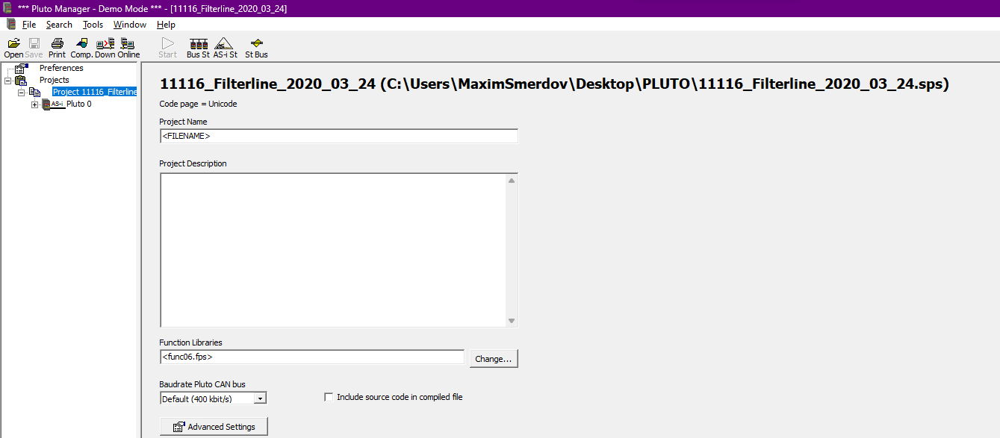 *** Pluto Manager - Demo Mode *** - [11116_Filterline_2020_03_24]
File Search Tools Window Help
Open Save Print Comp. Down Online Start Bus St AS-i St St Bus
Preferences
Projects
Project 11116_Filterline
AS-i Pluto 0
11116_Filterline_2020_03_24 (C:\Users\MaximSmerdov\Desktop\PLUTO\11116_Filterline_2020_03_24.sps)
Code page = Unicode
Project Name
<FILENAME>
Project Description
Function Libraries
<func06.fps>
Change...
Baudrate Pluto CAN bus
Default (400 kbit/s)
Include source code in compiled file
Advanced Settings